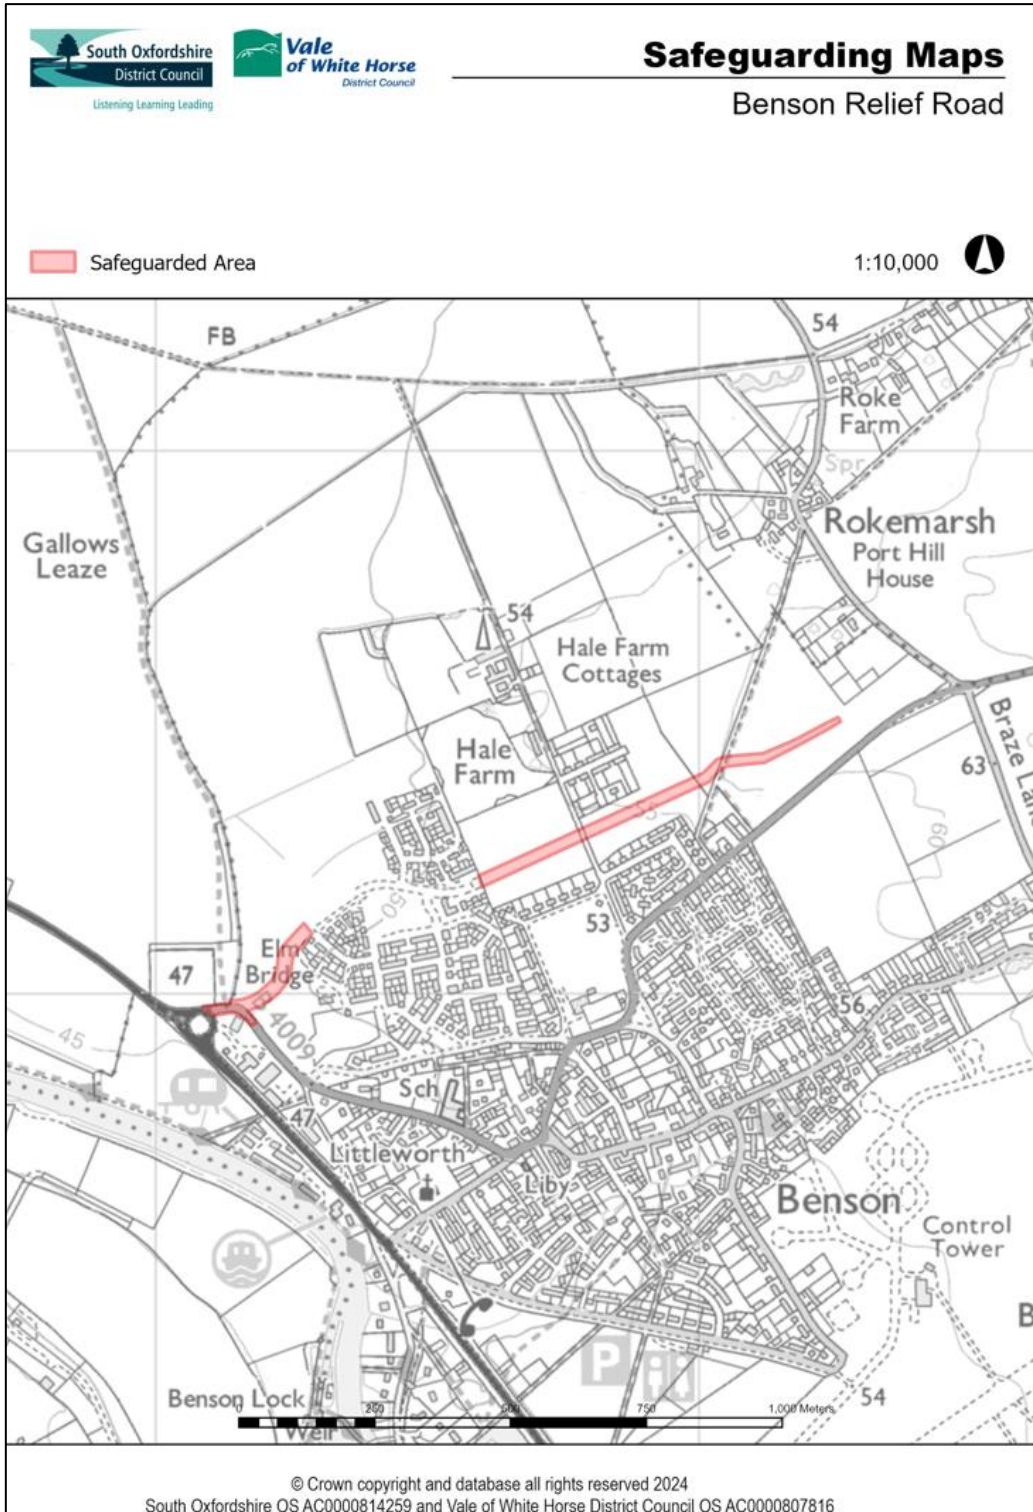 South Oxfordshire
District Council
Listening Learning Leading
Vale
of White Horse
District Council
Safeguarding Maps
Benson Relief Road
Safeguarded Area
1:10,000
FB
54
Roke
Farm
Spr
Rokemarsh
Port Hill
House
Gallows
Leaze
54
Hale Farm
Cottages
Hale
Farm
Braze Lane
63
55
60
50
53
Elm
Bridge
47
4009
56
45
Sch
47
Littleworth
Liby
Benson
Control
Tower
B
P
Benson Lock
Weir
54
0 250 500 750 1,000 Meters
© Crown copyright and database all rights reserved 2024
South Oxfordshire OS AC0000814259 and Vale of White Horse District Council OS AC0000807816